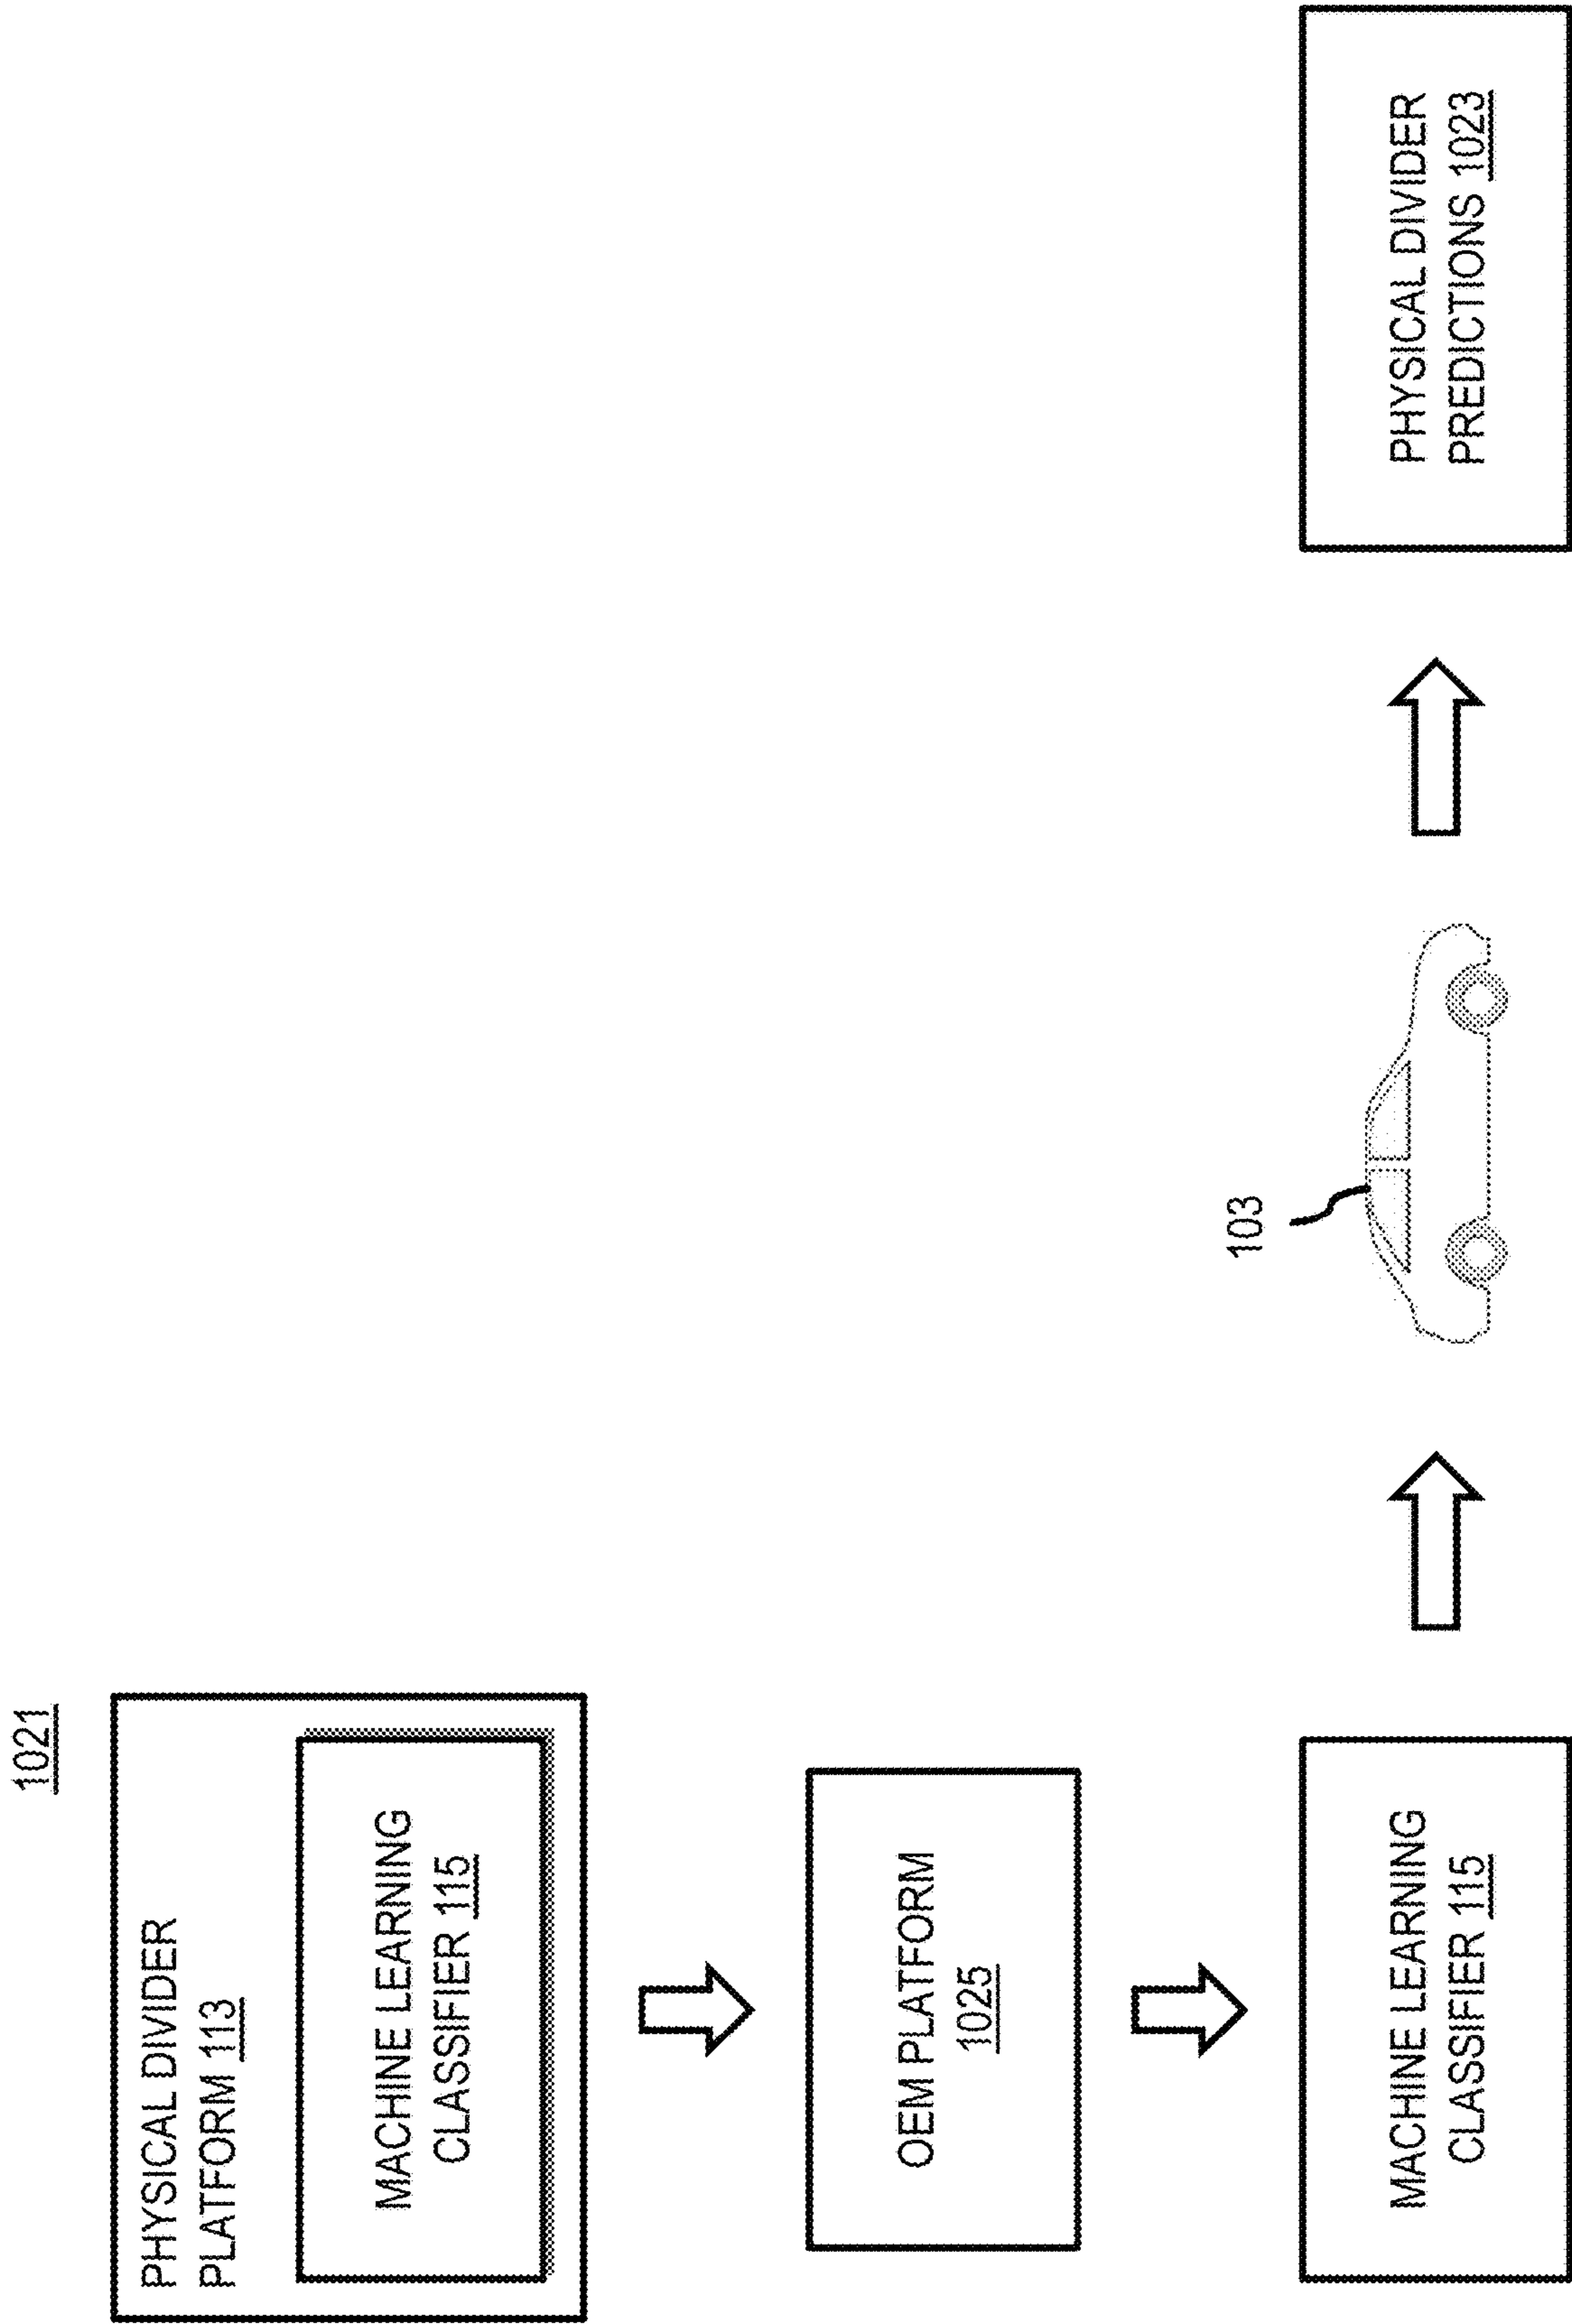 1021
PHYSICAL DIVIDER
PLATFORM 113
MACHINE LEARNING
CLASSIFIER 115
OEM PLATFORM
1025
MACHINE LEARNING
CLASSIFIER 115
103
PHYSICAL DIVIDER
PREDICTIONS 1023